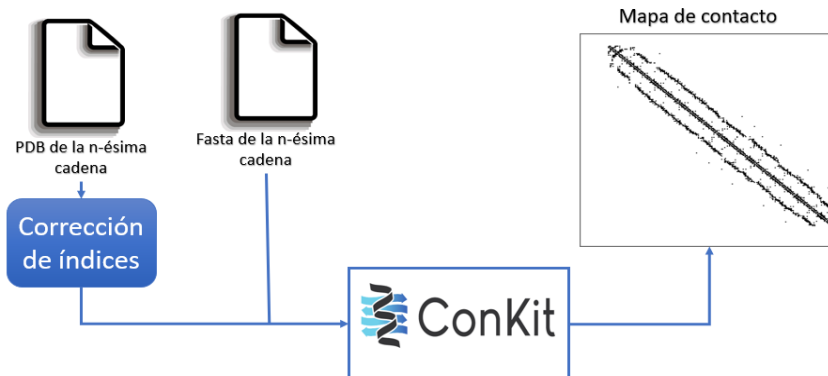 Mapa de contacto
PDB de la n-ésima
cadena
Fasta de la n-ésima
cadena
Corrección
de índices
ConKit